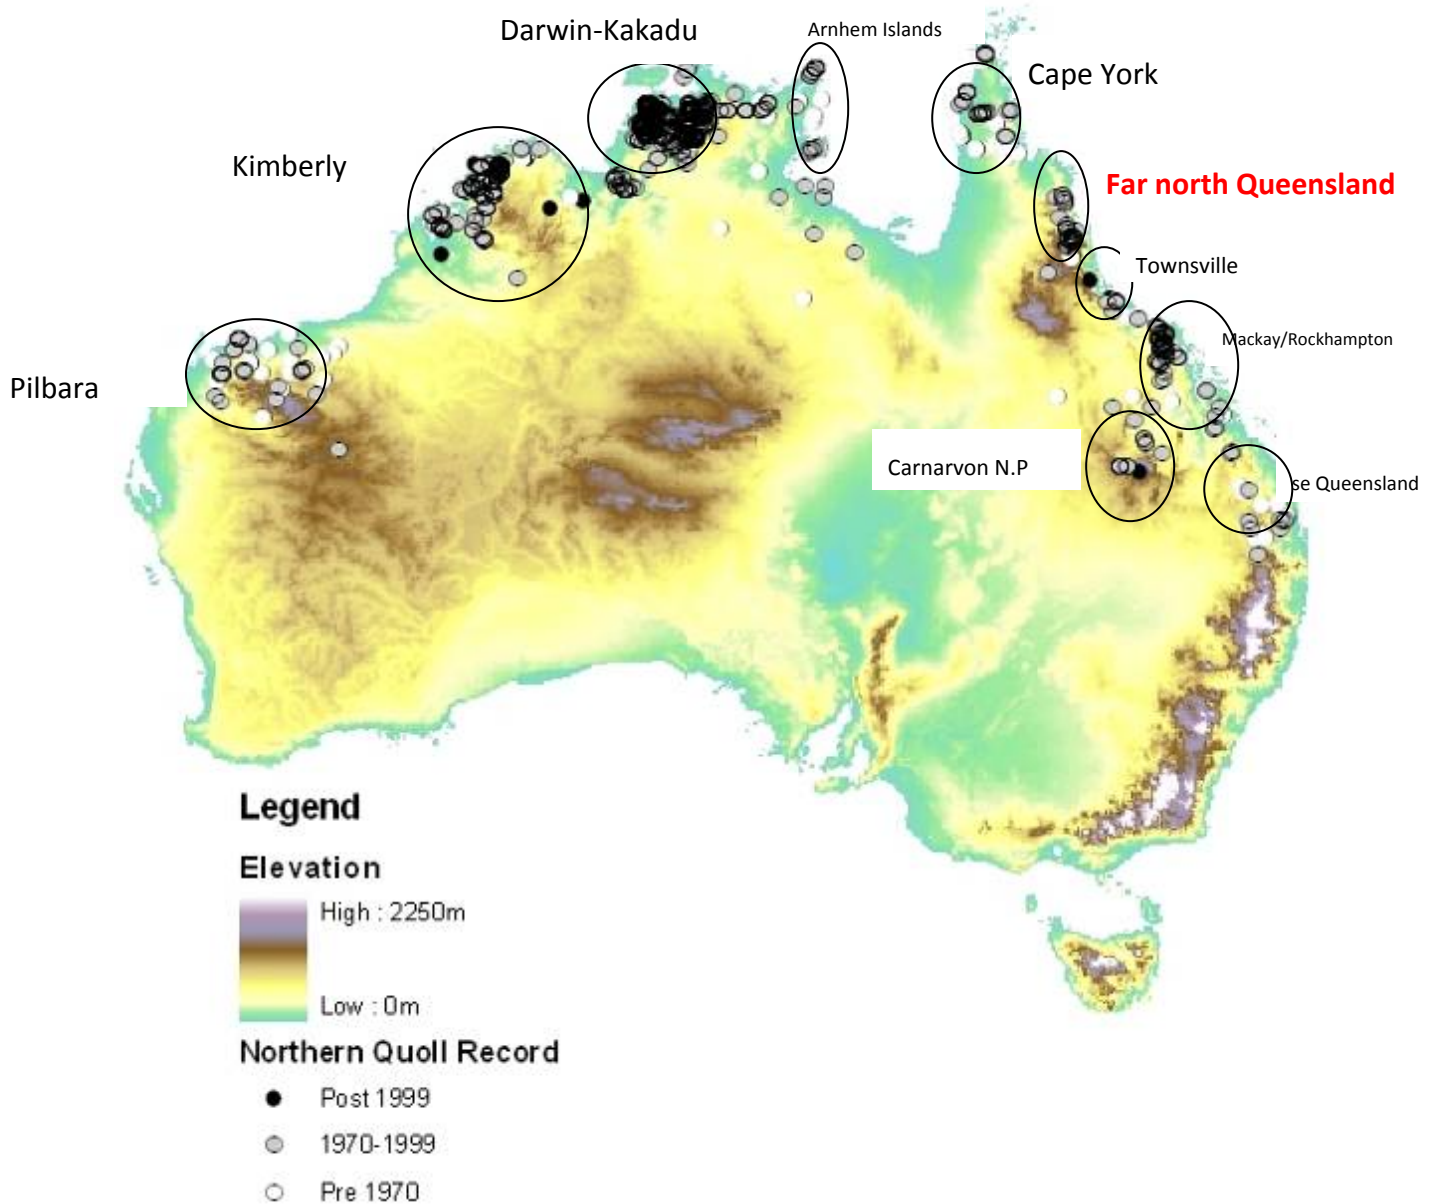 Darwin-Kakadu
Arnhem Islands
Cape York
Kimberly
Far north Queensland
Townsville
Mackay/Rockhampton
Pilbara
Carnarvon N.P
se Queensland
Legend
Elevation
High : 2250m
Low : 0m
Northern Quoll Record
Post 1999
1970-1999
Pre 1970